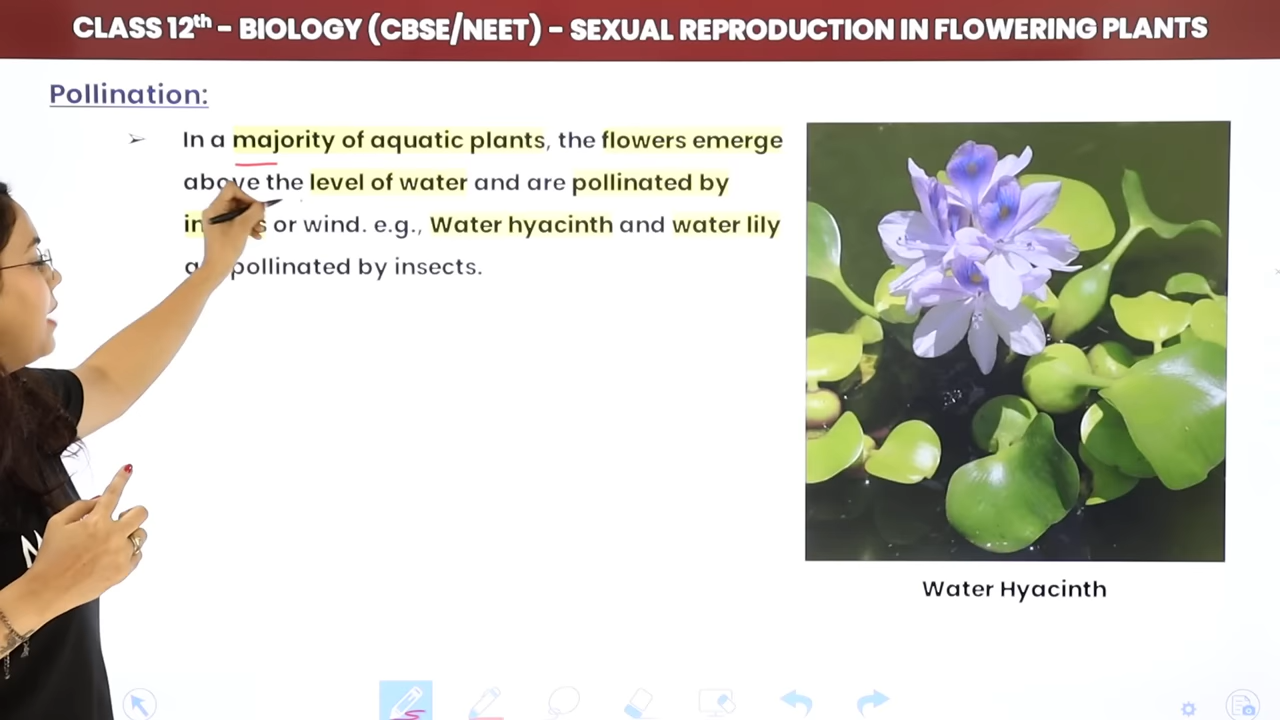 CLASS 12th – BIOLOGY (CBSE/NEET) – SEXUAL REPRODUCTION IN FLOWERING PLANTS
Pollination:
➢ In a majority of aquatic plants, the flowers emerge
above the level of water and are pollinated by
or wind. e.g., Water hyacinth and water lily
pollinated by insects.
Water Hyacinth